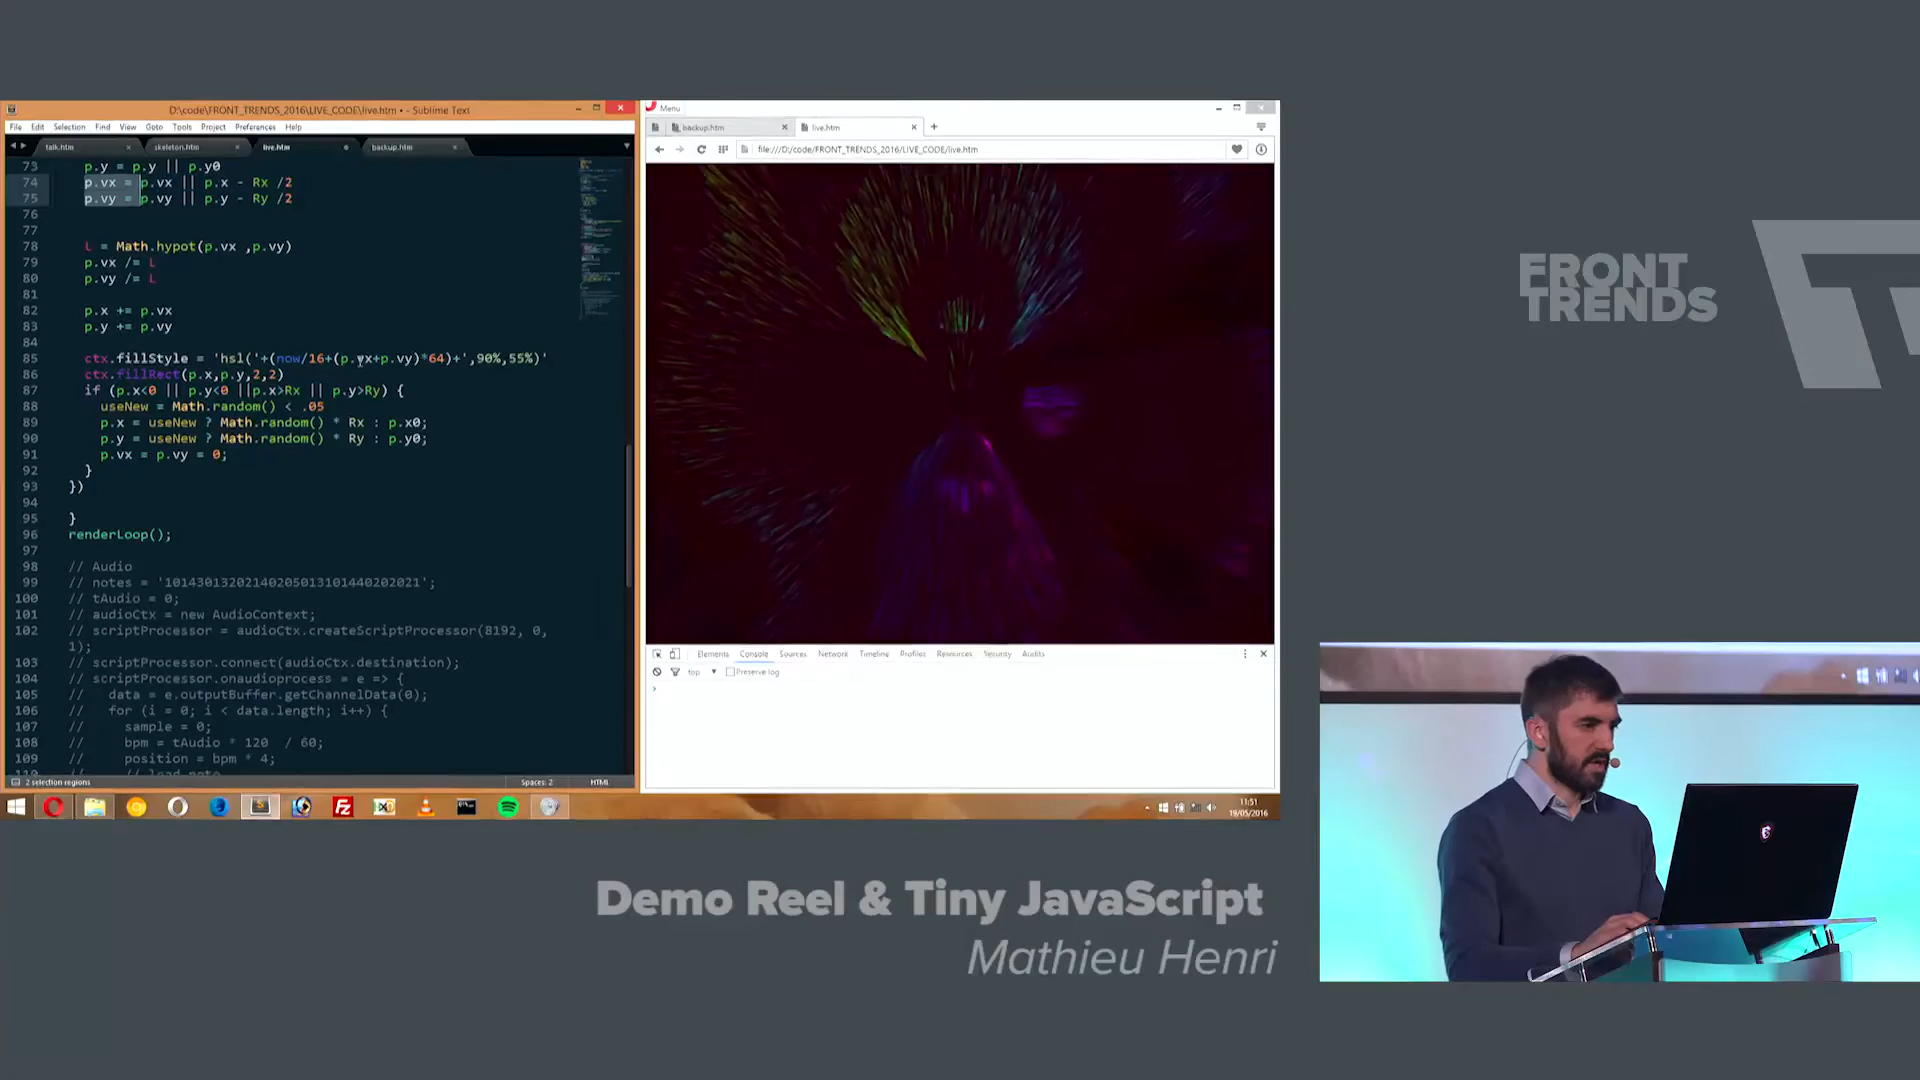 D:\code\FRONT_TRENDS_2016\LIVE_CODE\live.htm • - Sublime Text
File Edit Selection Find View Goto Tools Project Preferences Help
talk.htm skeleton.htm live.htm backup.htm
73 p.y = p.y || p.y0
74 p.vx = p.vx || p.x - Rx /2
75 p.vy = p.vy || p.y - Ry /2
76
77
78 L = Math.hypot(p.vx ,p.vy)
79 p.vx /= L
80 p.vy /= L
81
82 p.x += p.vx
83 p.y += p.vy
84
85 ctx.fillStyle = 'hsl('+(now/16+(p.vx+p.vy)*64)+',90%,55%)'
86 ctx.fillRect(p.x,p.y,2,2)
87 if (p.x<0 || p.y<0 ||p.x>Rx || p.y>Ry) {
88 useNew = Math.random() < .05
89 p.x = useNew ? Math.random() * Rx : p.x0;
90 p.y = useNew ? Math.random() * Ry : p.y0;
91 p.vx = p.vy = 0;
92 }
93 })
94
95 }
96 renderLoop();
97
98 // Audio
99 // notes = '10143013202140205013101440202021';
100 // tAudio = 0;
101 // audioCtx = new AudioContext;
102 // scriptProcessor = audioCtx.createScriptProcessor(8192, 0,
1);
103 // scriptProcessor.connect(audioCtx.destination);
104 // scriptProcessor.onaudioprocess = e => {
105 // data = e.outputBuffer.getChannelData(0);
106 // for (i = 0; i < data.length; i++) {
107 // sample = 0;
108 // bpm = tAudio * 120 / 60;
109 // position = bpm * 4;
110 // // load note
2 selection regions Spaces: 2 HTML
Menu
backup.htm live.htm
file:///D:/code/FRONT_TRENDS_2016/LIVE_CODE/live.htm
Elements Console Sources Network Timeline Profiles Resources Security Audits
top Preserve log
11:51
19/05/2016
FRONT
TRENDS
Demo Reel & Tiny JavaScript
Mathieu Henri